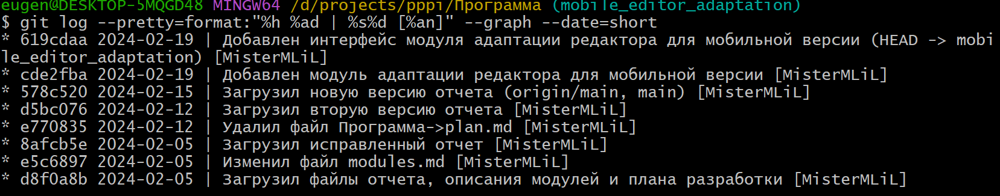 eugen@DESKTOP-5MQGD48 MINGW64 /d/projects/pppi/Программа (mobile_editor_adaptation)
$ git log --pretty=format:"%h %ad | %s%d [%an]" --graph --date=short
* 619cdaa 2024-02-19 | Добавлен интерфейс модуля адаптации редактора для мобильной версии (HEAD -> mobi
le_editor_adaptation) [MisterMLiL]
* cde2fba 2024-02-19 | Добавлен модуль адаптации редактора для мобильной версии [MisterMLiL]
* 578c520 2024-02-15 | Загрузил новую версию отчета (origin/main, main) [MisterMLiL]
* d5bc076 2024-02-12 | Загрузил вторую версию отчета [MisterMLiL]
* e770835 2024-02-12 | Удалил файл Программа->plan.md [MisterMLiL]
* 8afcb5e 2024-02-05 | Загрузил исправленный отчет [MisterMLiL]
* e5c6897 2024-02-05 | Изменил файл modules.md [MisterMLiL]
* d8f0a8b 2024-02-05 | Загрузил файлы отчета, описания модулей и плана разработки [MisterMLiL]